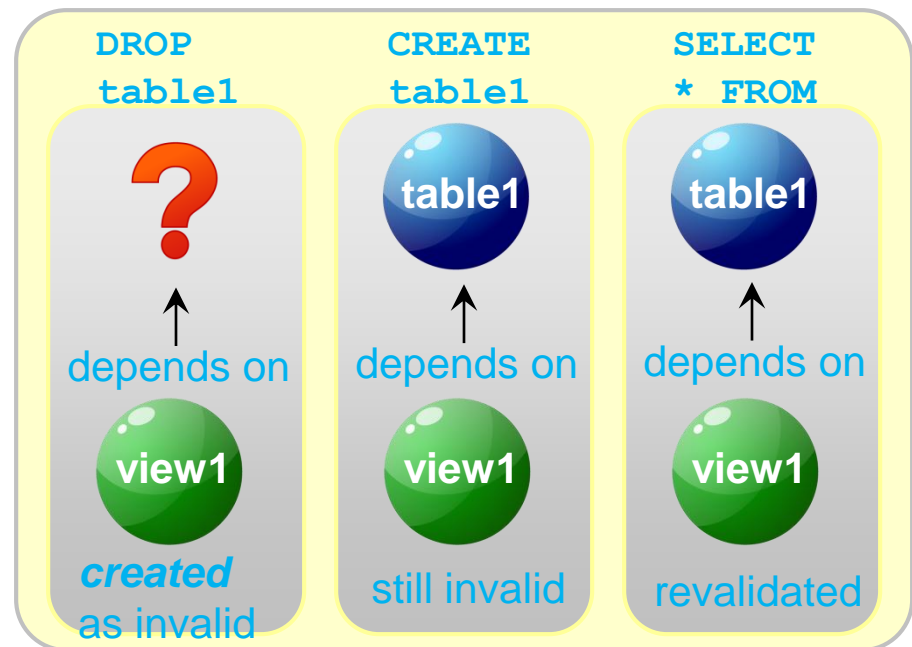 DROP
table1
?
depends on
view1
created
as invalid
CREATE
table1
table1
depends on
view1
still invalid
SELECT
* FROM
table1
depends on
view1
revalidated